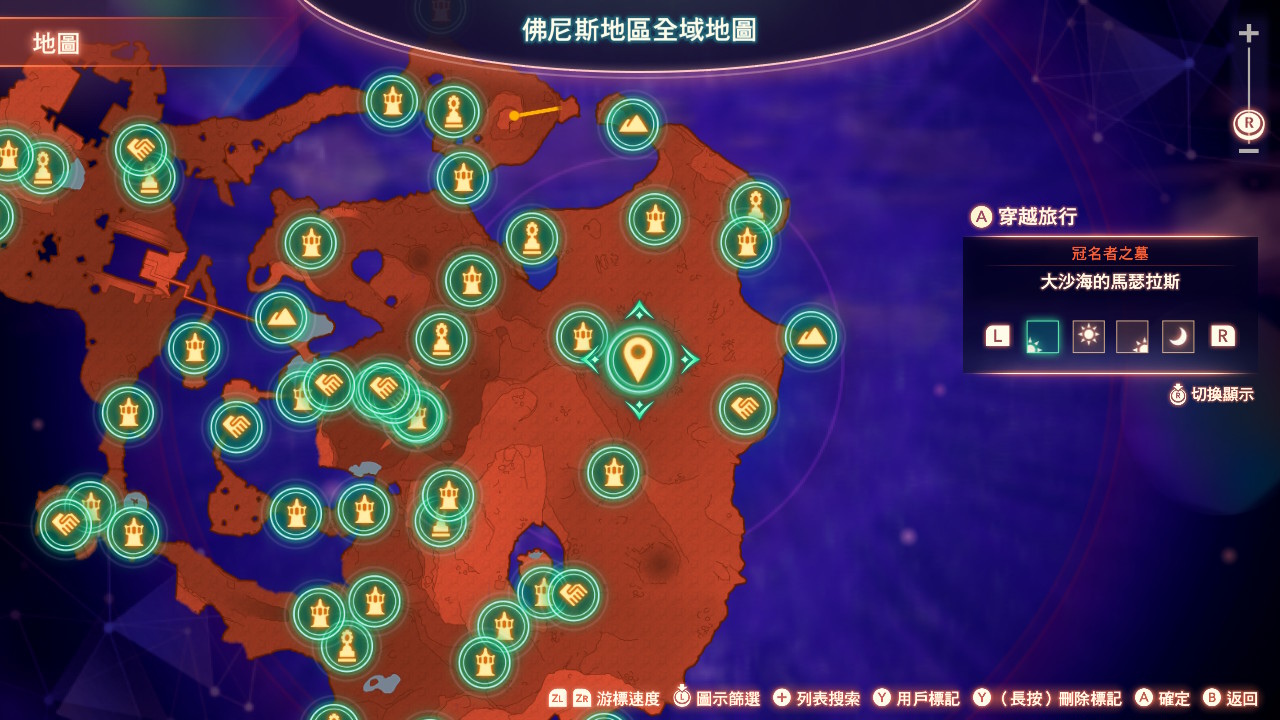 地圖
佛尼斯地區全域地圖
R
A 穿越旅行
冠名者之墓
大沙海的馬瑟拉斯
L R
R 切換顯示
ZL ZR 游標速度 L 圖示篩選 + 列表搜索 Y 用戶標記 Y （長按）刪除標記 A 確定 B 返回